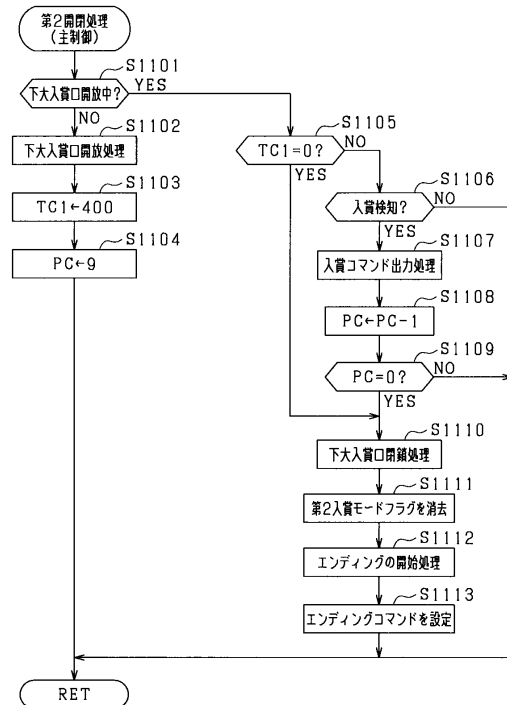 第2開閉処理
(主制御)
S1101
下大入賞口開放中?
YES
NO
S1102
下大入賞口開放処理
S1103
TC1←400
S1104
PC←9
S1105
TC1=0?
NO
YES
S1106
入賞検知?
NO
YES
S1107
入賞コマンド出力処理
S1108
PC←PC-1
S1109
PC=0?
NO
YES
S1110
下大入賞口閉鎖処理
S1111
第2入賞モードフラグを消去
S1112
エンディングの開始処理
S1113
エンディングコマンドを設定
RET